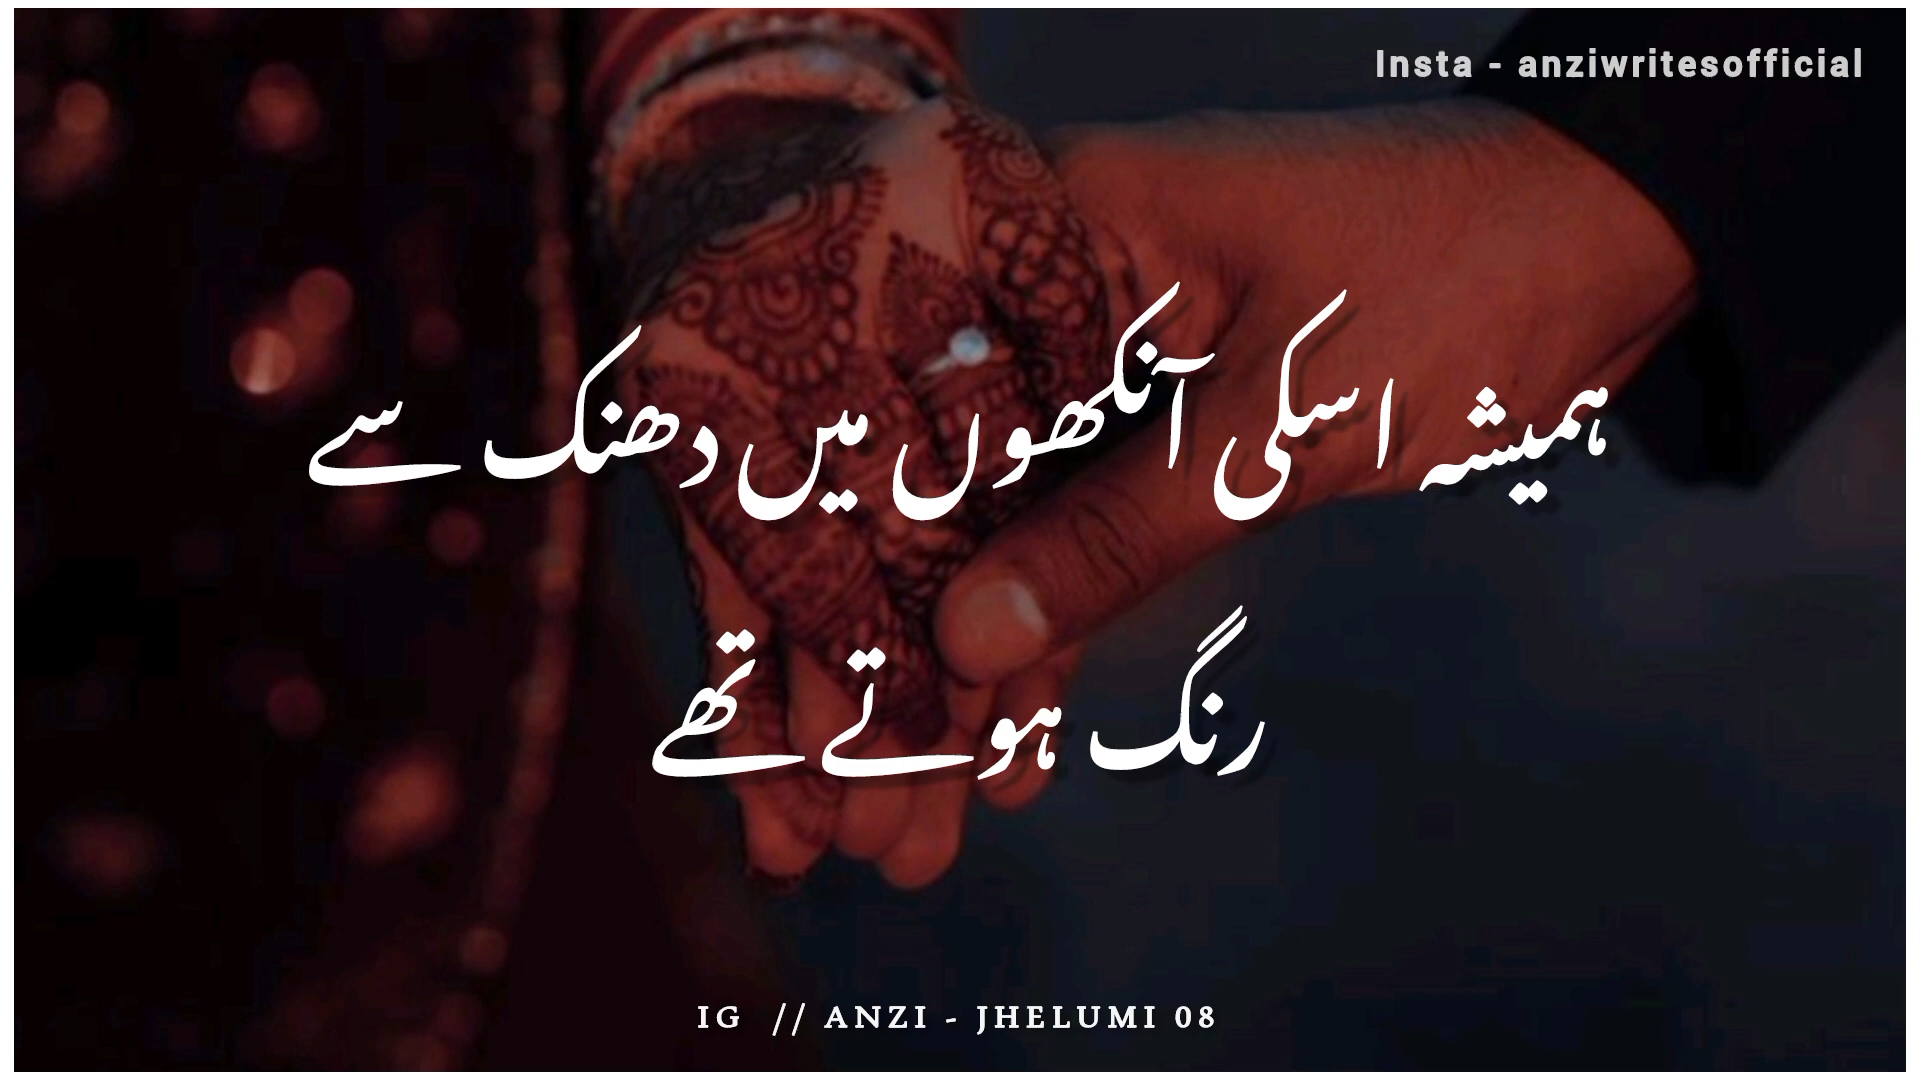 Insta - anziwritesofficial
ہمیشہ اسکی آنکھوں میں دھنک سے
رنگ ہوتے تھے
IG // ANZI - JHELUMI 08